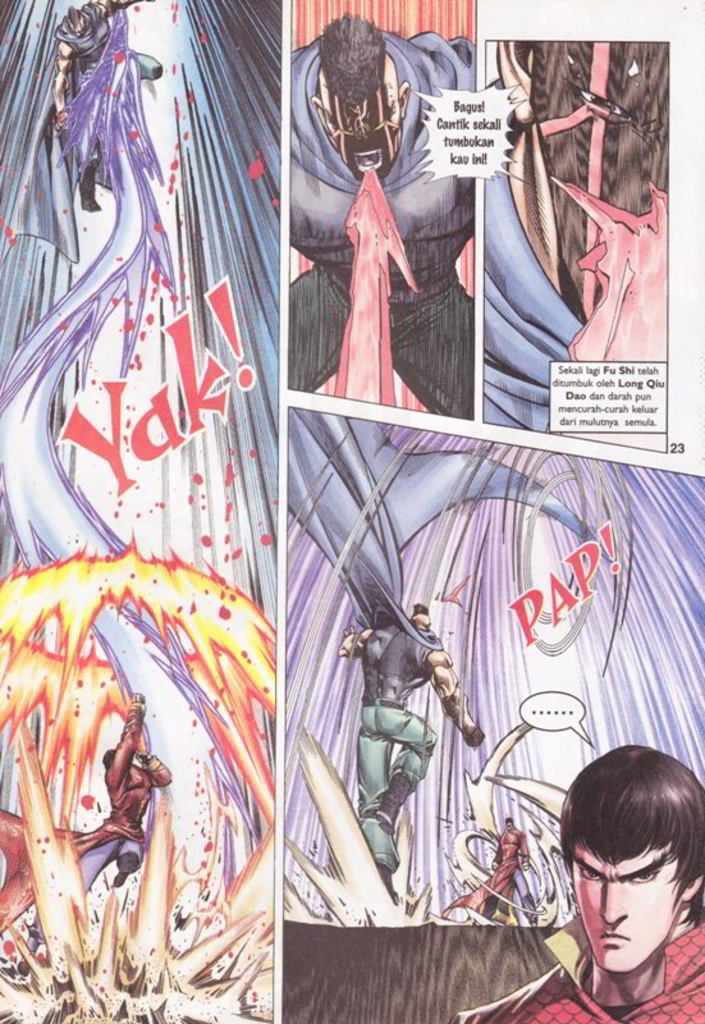 Yak!
Bagus!
Cantik sekali
tumbukan
kau ini!
Sekali lagi Fu Shi telah
ditumbuk oleh Long Qiu
Dao dan darah pun
mencurah-curah keluar
dari mulutnya semula.
23
PAP!
......